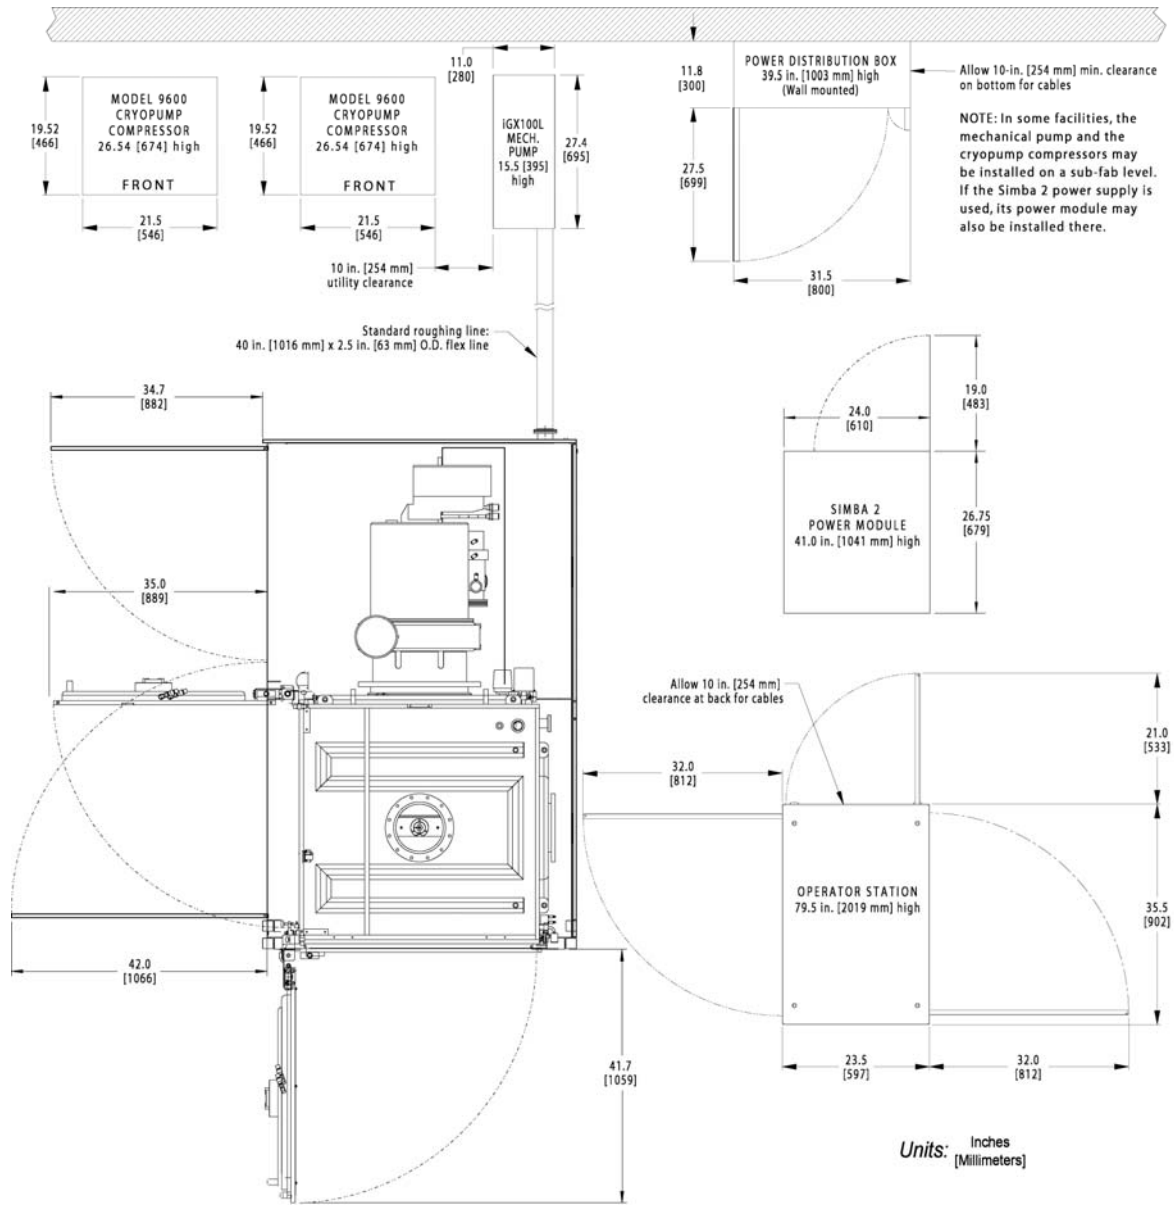 11.0
[280]
19.52
[466]
MODEL 9600
CRYOPUMP
COMPRESSOR
26.54 [674] high
FRONT
21.5
[546]
19.52
[466]
MODEL 9600
CRYOPUMP
COMPRESSOR
26.54 [674] high
FRONT
21.5
[546]
iGX100L
MECH.
PUMP
15.5 [395]
high
27.4
[695]
10 in. [254 mm]
utility clearance
11.8
[300]
POWER DISTRIBUTION BOX
39.5 in. [1003 mm] high
(Wall mounted)
27.5
[699]
31.5
[800]
Allow 10-in. [254 mm] min. clearance
on bottom for cables
NOTE: In some facilities, the
mechanical pump and the
cryopump compressors may
be installed on a sub-fab level.
If the Simba 2 power supply is
used, its power module may
also be installed there.
Standard roughing line:
40 in. [1016 mm] x 2.5 in. [63 mm] O.D. flex line
34.7
[882]
19.0
[483]
24.0
[610]
SIMBA 2
POWER MODULE
41.0 in. [1041 mm] high
26.75
[679]
35.0
[889]
Allow 10 in. [254 mm]
clearance at back for cables
21.0
[533]
32.0
[812]
OPERATOR STATION
79.5 in. [2019 mm] high
35.5
[902]
42.0
[1066]
41.7
[1059]
23.5
[597]
32.0
[812]
Units: Inches
[Millimeters]